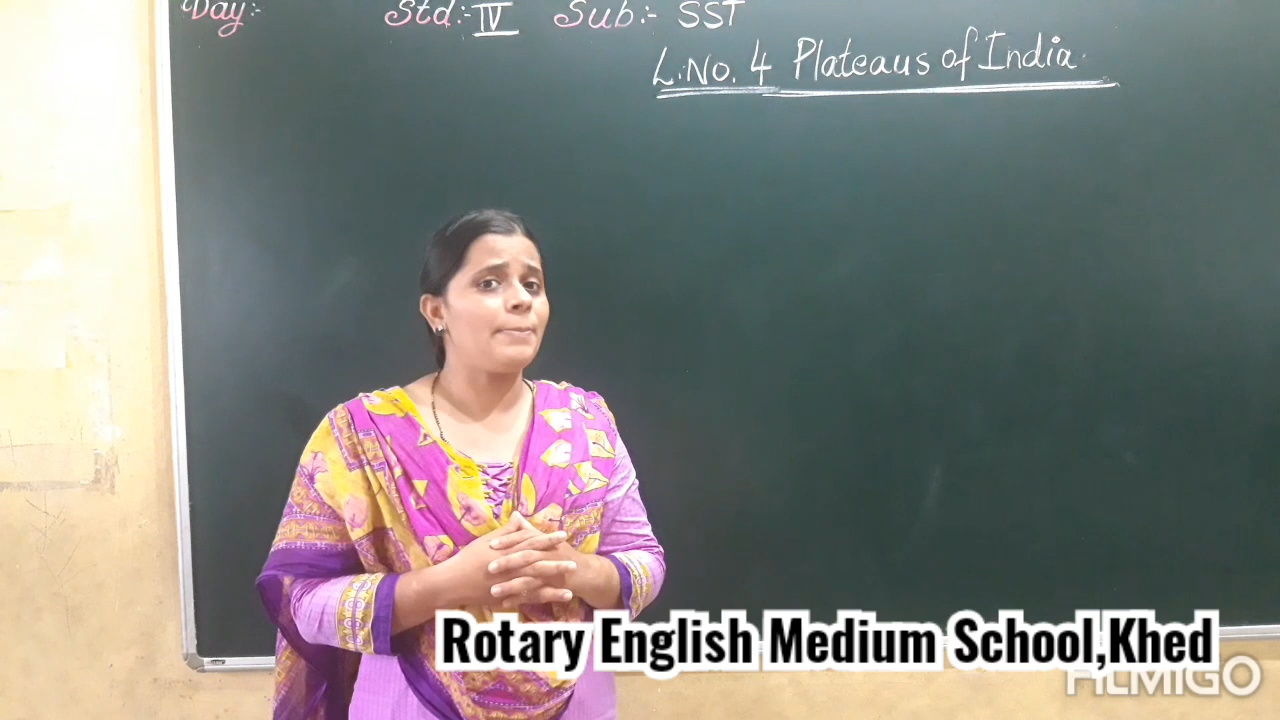 Day:- Std:- IV Sub:- SST
L.No. 4 Plateaus of India
Rotary English Medium School,Khed
FILMIGO